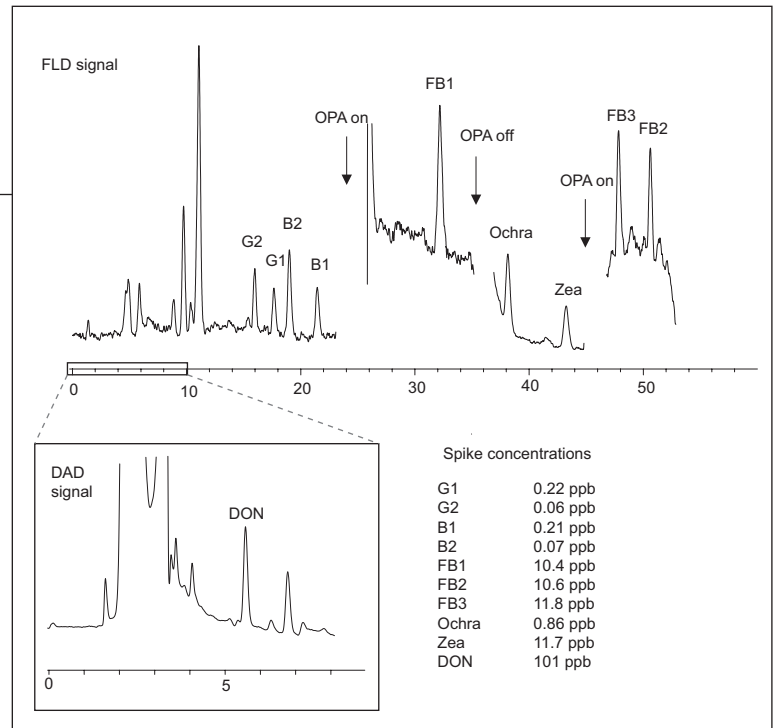 FLD signal
OPA on
FB1
OPA off
OPA on
FB3
FB2
G2
G1
B2
B1
Ochra
Zea
0 10 20 30 40 50
DAD
signal
DON
0 5
Spike concentrations
G1 0.22 ppb
G2 0.06 ppb
B1 0.21 ppb
B2 0.07 ppb
FB1 10.4 ppb
FB2 10.6 ppb
FB3 11.8 ppb
Ochra 0.86 ppb
Zea 11.7 ppb
DON 101 ppb